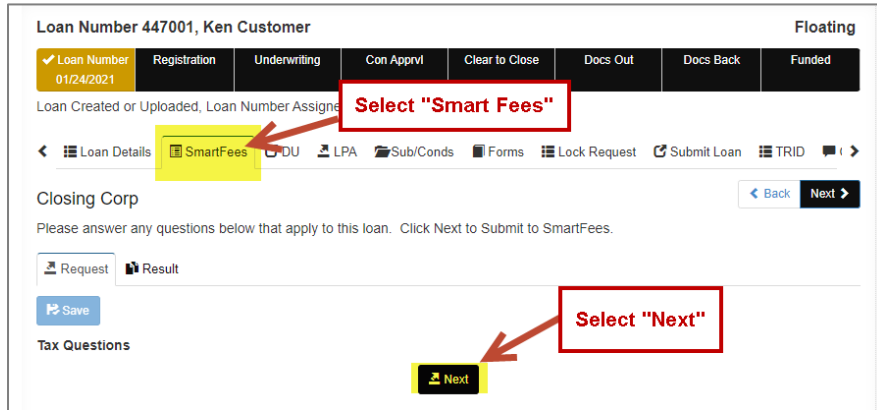 Loan Number 447001, Ken Customer Floating
✓ Loan Number Registration Underwriting Con Apprvl Clear to Close Docs Out Docs Back Funded
01/24/2021
Loan Created or Uploaded, Loan Number Assigne
Select "Smart Fees"
Loan Details SmartFees DU LPA Sub/Conds Forms Lock Request Submit Loan TRID
Closing Corp Back Next
Please answer any questions below that apply to this loan. Click Next to Submit to SmartFees.
Request Result
Save
Select "Next"
Tax Questions
Next